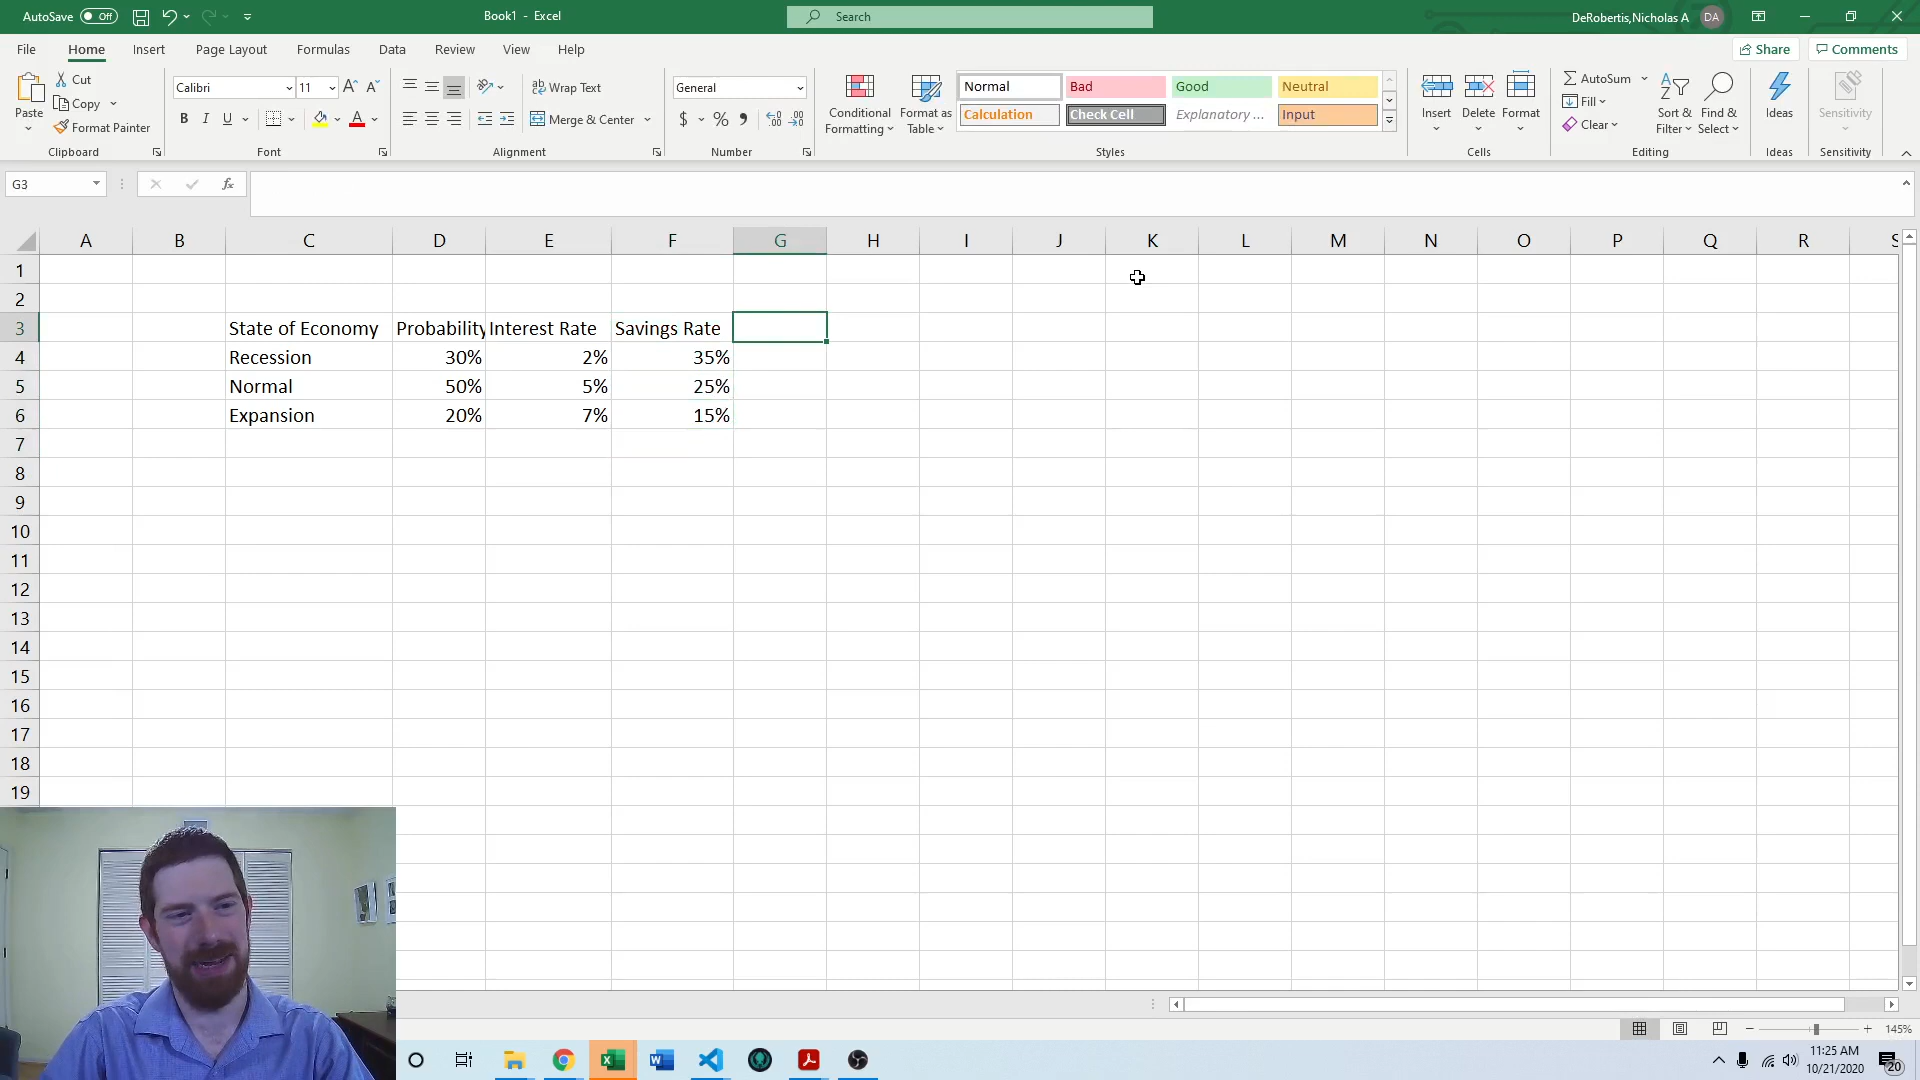 AutoSave Off Book1 - Excel Search DeRobertis,Nicholas A DA
File Home Insert Page Layout Formulas Data Review View Help Share Comments
Paste Cut Copy Format Painter Clipboard
Calibri 11 B I U A A A Font
Wrap Text Merge & Center Alignment
General $ % Number
Conditional Formatting Format as Table
Normal Bad Good Neutral
Calculation Check Cell Explanatory ... Input
Styles
Insert Delete Format Cells
AutoSum Fill Clear Sort & Filter Find & Select Editing
Ideas Ideas
Sensitivity Sensitivity
G3 fx
A B C D E F G H I J K L M N O P Q R S
1
2
3 State of Economy Probability Interest Rate Savings Rate
4 Recession 30% 2% 35%
5 Normal 50% 5% 25%
6 Expansion 20% 7% 15%
7
8
9
10
11
12
13
14
15
16
17
18
19
145%
11:25 AM
10/21/2020
20